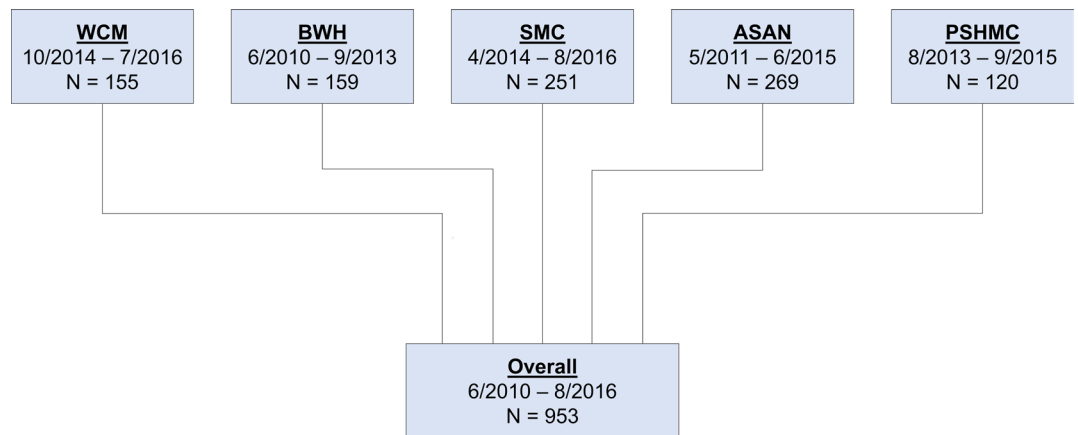 WCM
10/2014 – 7/2016
N = 155
BWH
6/2010 – 9/2013
N = 159
SMC
4/2014 – 8/2016
N = 251
ASAN
5/2011 – 6/2015
N = 269
PSHMC
8/2013 – 9/2015
N = 120
Overall
6/2010 – 8/2016
N = 953